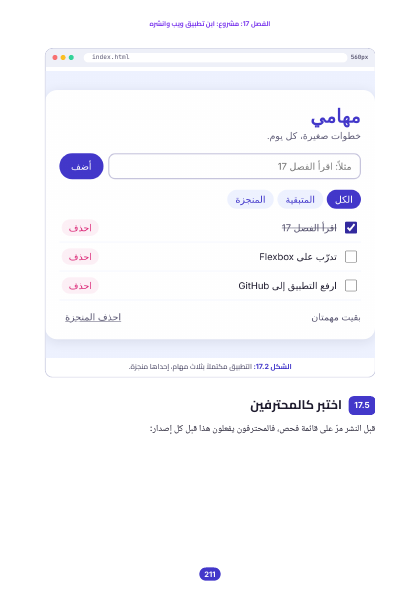 الفصل 17: مشروع: ابن تطبيق ويب وانشره
index.html
560px
مهامي
خطوات صغيرة، كل يوم.
مثلاً: اقرأ الفصل 17
أضف
الكل
المتبقية
المنجزة
اقرأ الفصل 17
احذف
تدرّب على Flexbox
احذف
ارفع التطبيق إلى GitHub
احذف
بقيت مهمتان
احذف المنجزة
الشكل 17.2: التطبيق مكتملاً بثلاث مهام، إحداها منجزة.
17.5 اختبر كالمحترفين
قبل النشر مرّ على قائمة فحص، فالمحترفون يفعلون هذا قبل كل إصدار:
211